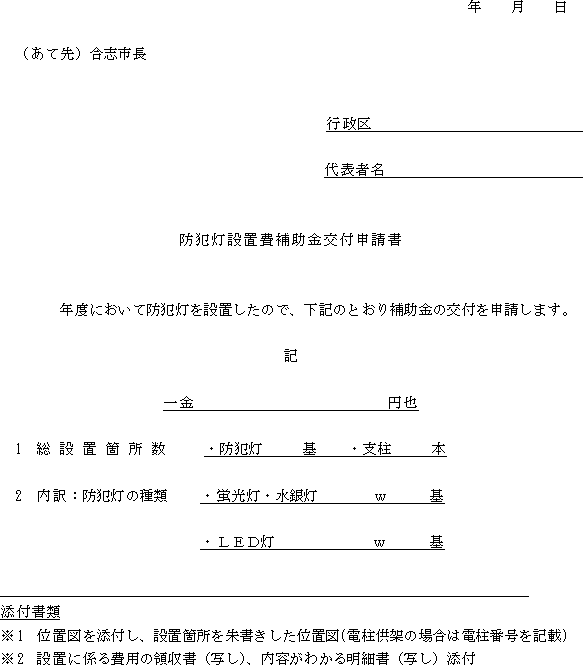 年　月　日
（あて先）合志市長
行政区
代表者名
防犯灯設置費補助金交付申請書
年度において防犯灯を設置したので、下記のとおり補助金の交付を申請します。
記
一金　　　　円也
1　総設置箇所数　・防犯灯　　基　・支柱　　本
2　内訳：防犯灯の種類　・蛍光灯・水銀灯　　ｗ　　基
・ＬＥＤ灯　　ｗ　　基
添付書類
※1　位置図を添付し、設置箇所を朱書きした位置図(電柱供架の場合は電柱番号を記載)
※2　設置に係る費用の領収書（写し）、内容がわかる明細書（写し）添付